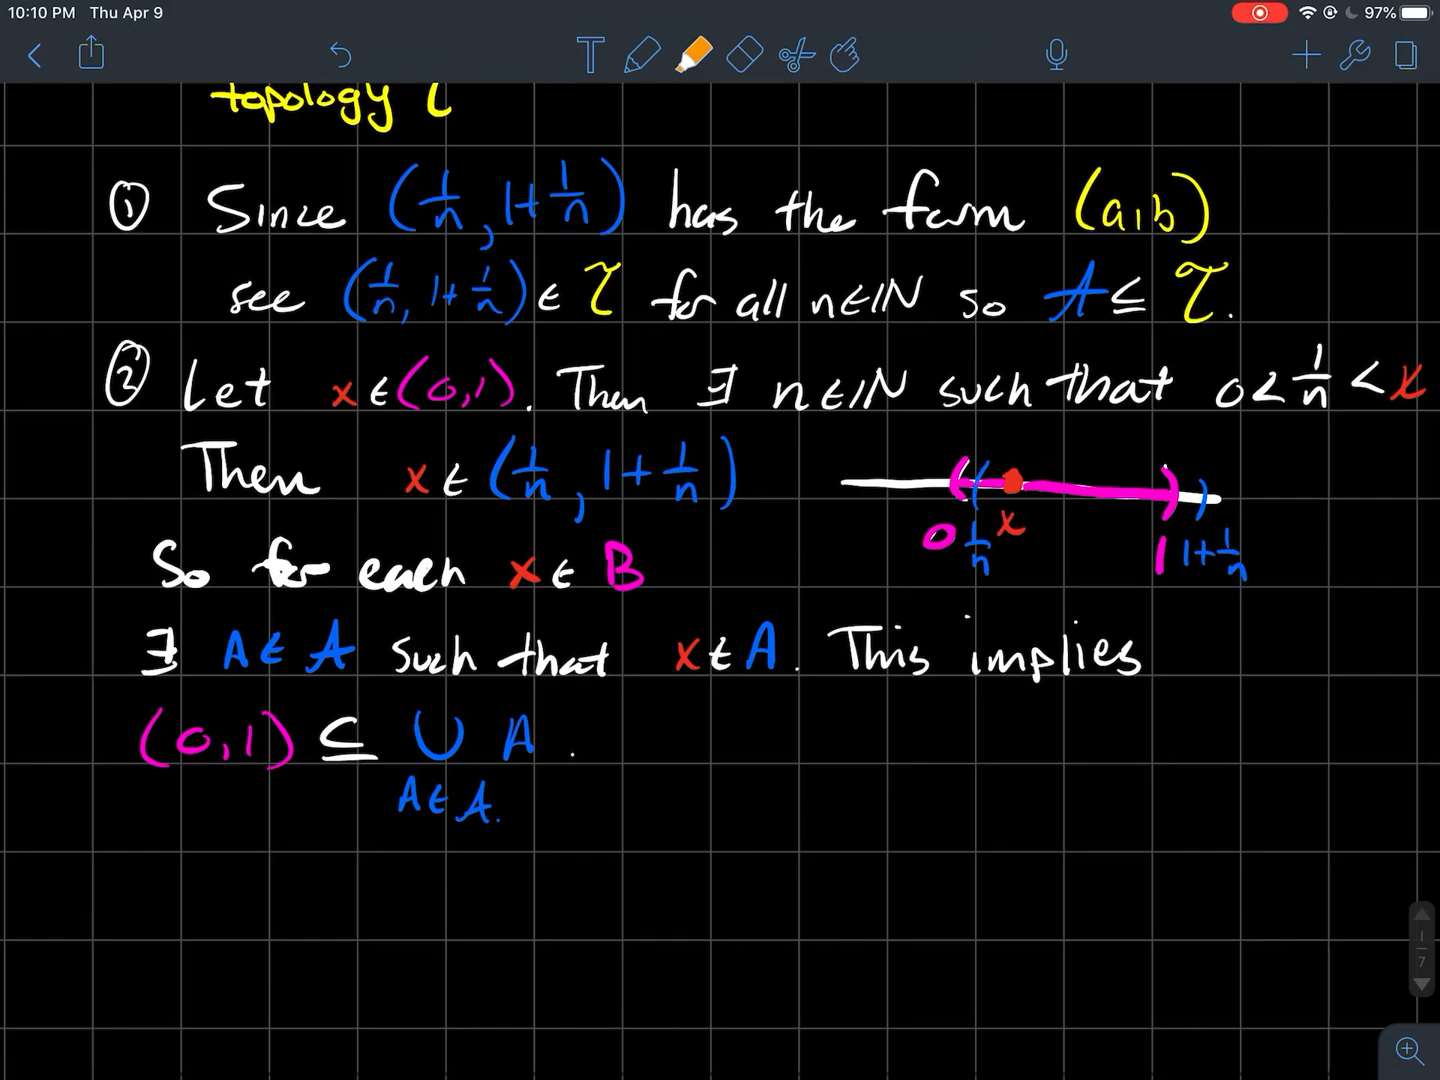 10:10 PM Thu Apr 9 97%
topology τ
① Since (1/n, 1+1/n) has the form (a,b)
see (1/n, 1+1/n) ∈ τ for all n∈ℕ so 𝒜 ⊆ τ.
② Let x∈(0,1). Then ∃ n∈ℕ such that 0<1/n<x
Then x∈(1/n, 1+1/n)
0 1/n x 1 1+1/n
So for each x∈B
∃ A∈𝒜 such that x∈A. This implies
(0,1) ⊆ ∪ A.
A∈𝒜.
1
7